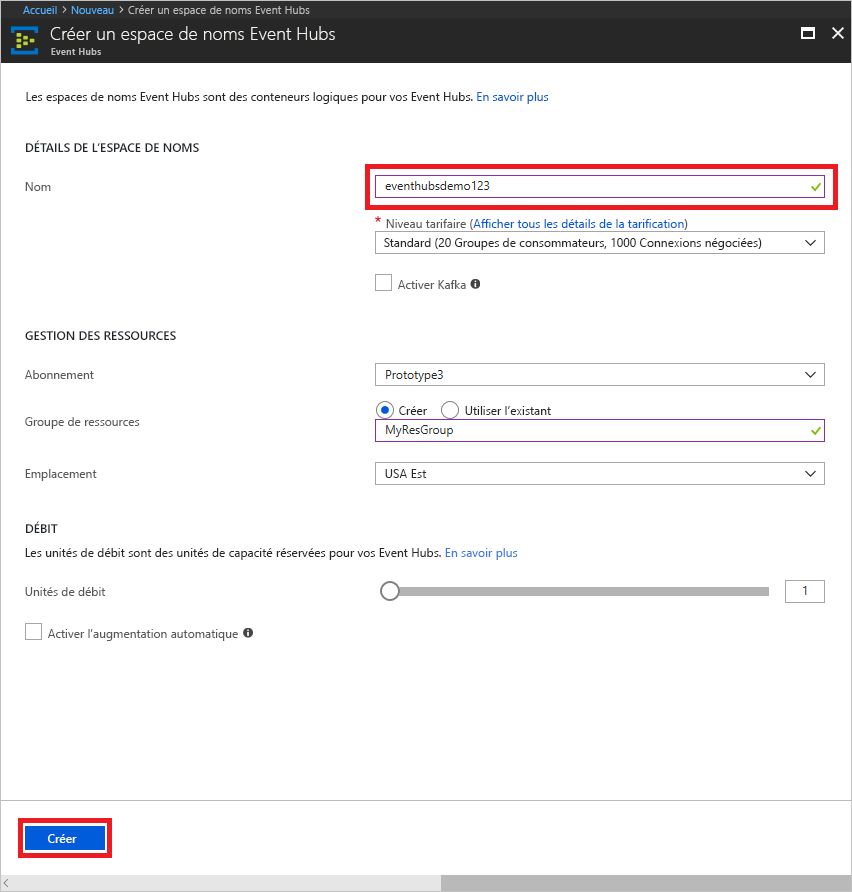 Accueil > Nouveau > Créer un espace de noms Event Hubs
Créer un espace de noms Event Hubs
Event Hubs
Les espaces de noms Event Hubs sont des conteneurs logiques pour vos Event Hubs. En savoir plus
DÉTAILS DE L'ESPACE DE NOMS
Nom
eventhubsdemo123
* Niveau tarifaire (Afficher tous les détails de la tarification)
Standard (20 Groupes de consommateurs, 1000 Connexions négociées)
Activer Kafka
GESTION DES RESSOURCES
Abonnement
Prototype3
Créer
Utiliser l'existant
Groupe de ressources
MyResGroup
Emplacement
USA Est
DÉBIT
Les unités de débit sont des unités de capacité réservées pour vos Event Hubs. En savoir plus
Unités de débit
1
Activer l'augmentation automatique
Créer